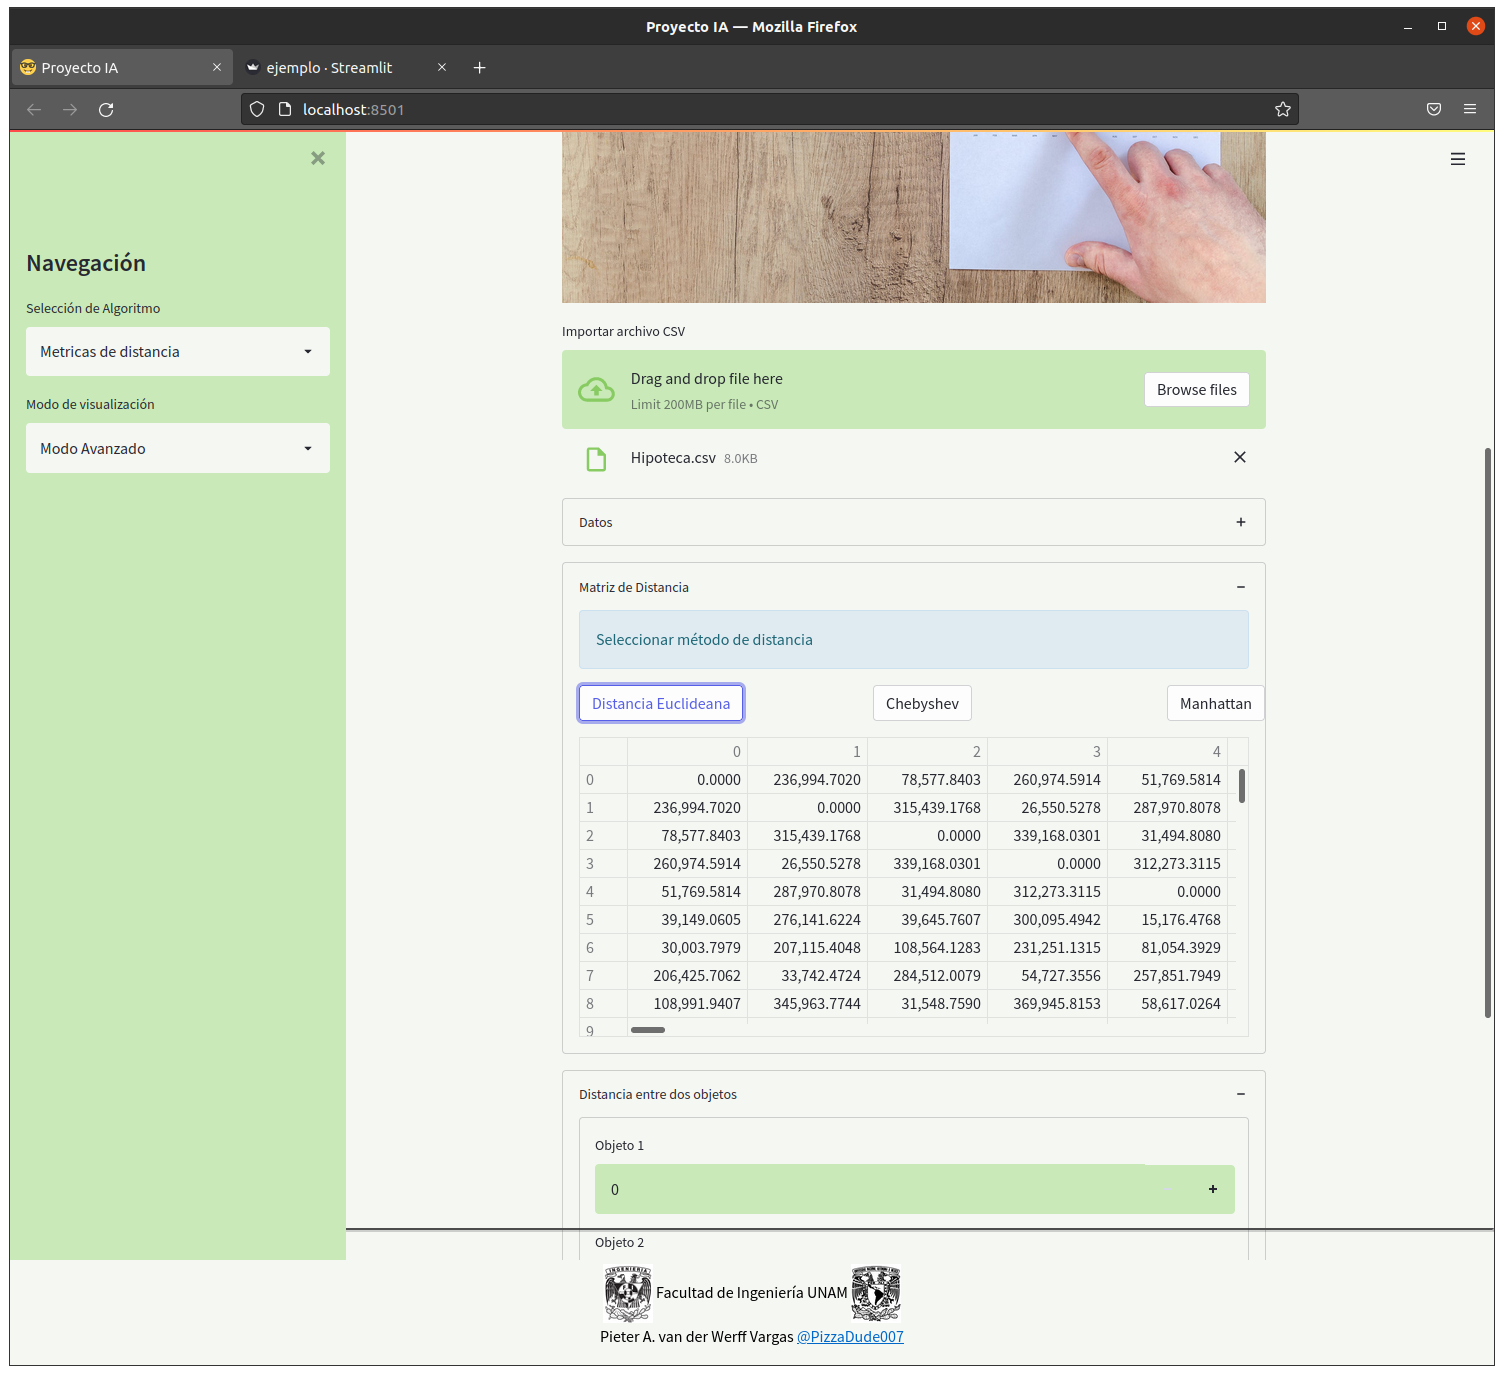 Proyecto IA — Mozilla Firefox
Proyecto IA
ejemplo · Streamlit
localhost:8501
Navegación
Selección de Algoritmo
Metricas de distancia
Modo de visualización
Modo Avanzado
Importar archivo CSV
Drag and drop file here
Limit 200MB per file • CSV
Browse files
Hipoteca.csv 8.0KB
Datos
Matriz de Distancia
Seleccionar método de distancia
Distancia Euclideana Chebyshev Manhattan
0 1 2 3 4
0 0.0000 236,994.7020 78,577.8403 260,974.5914 51,769.5814
1 236,994.7020 0.0000 315,439.1768 26,550.5278 287,970.8078
2 78,577.8403 315,439.1768 0.0000 339,168.0301 31,494.8080
3 260,974.5914 26,550.5278 339,168.0301 0.0000 312,273.3115
4 51,769.5814 287,970.8078 31,494.8080 312,273.3115 0.0000
5 39,149.0605 276,141.6224 39,645.7607 300,095.4942 15,176.4768
6 30,003.7979 207,115.4048 108,564.1283 231,251.1315 81,054.3929
7 206,425.7062 33,742.4724 284,512.0079 54,727.3556 257,851.7949
8 108,991.9407 345,963.7744 31,548.7590 369,945.8153 58,617.0264
9
Distancia entre dos objetos
Objeto 1
0
Objeto 2
INGENIERIA
Facultad de Ingeniería UNAM
Pieter A. van der Werff Vargas @PizzaDude007